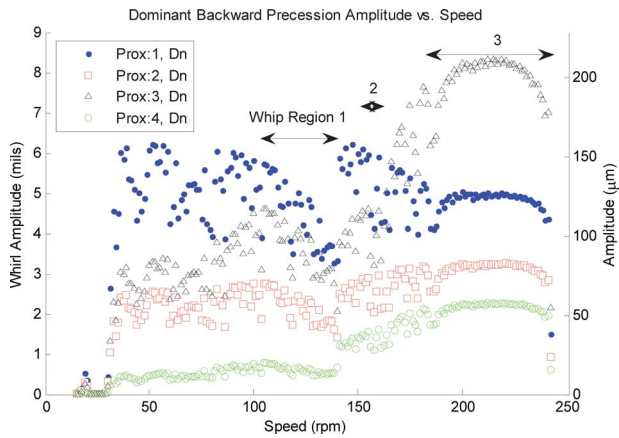 Dominant Backward Precession Amplitude vs. Speed
Prox:1, Dn
Prox:2, Dn
Prox:3, Dn
Prox:4, Dn
3
2
Whip Region 1
Whirl Amplitude (mils)
9
8
7
6
5
4
3
2
1
0
Amplitude (μm)
200
150
100
50
0
0
50
100
150
200
250
Speed (rpm)